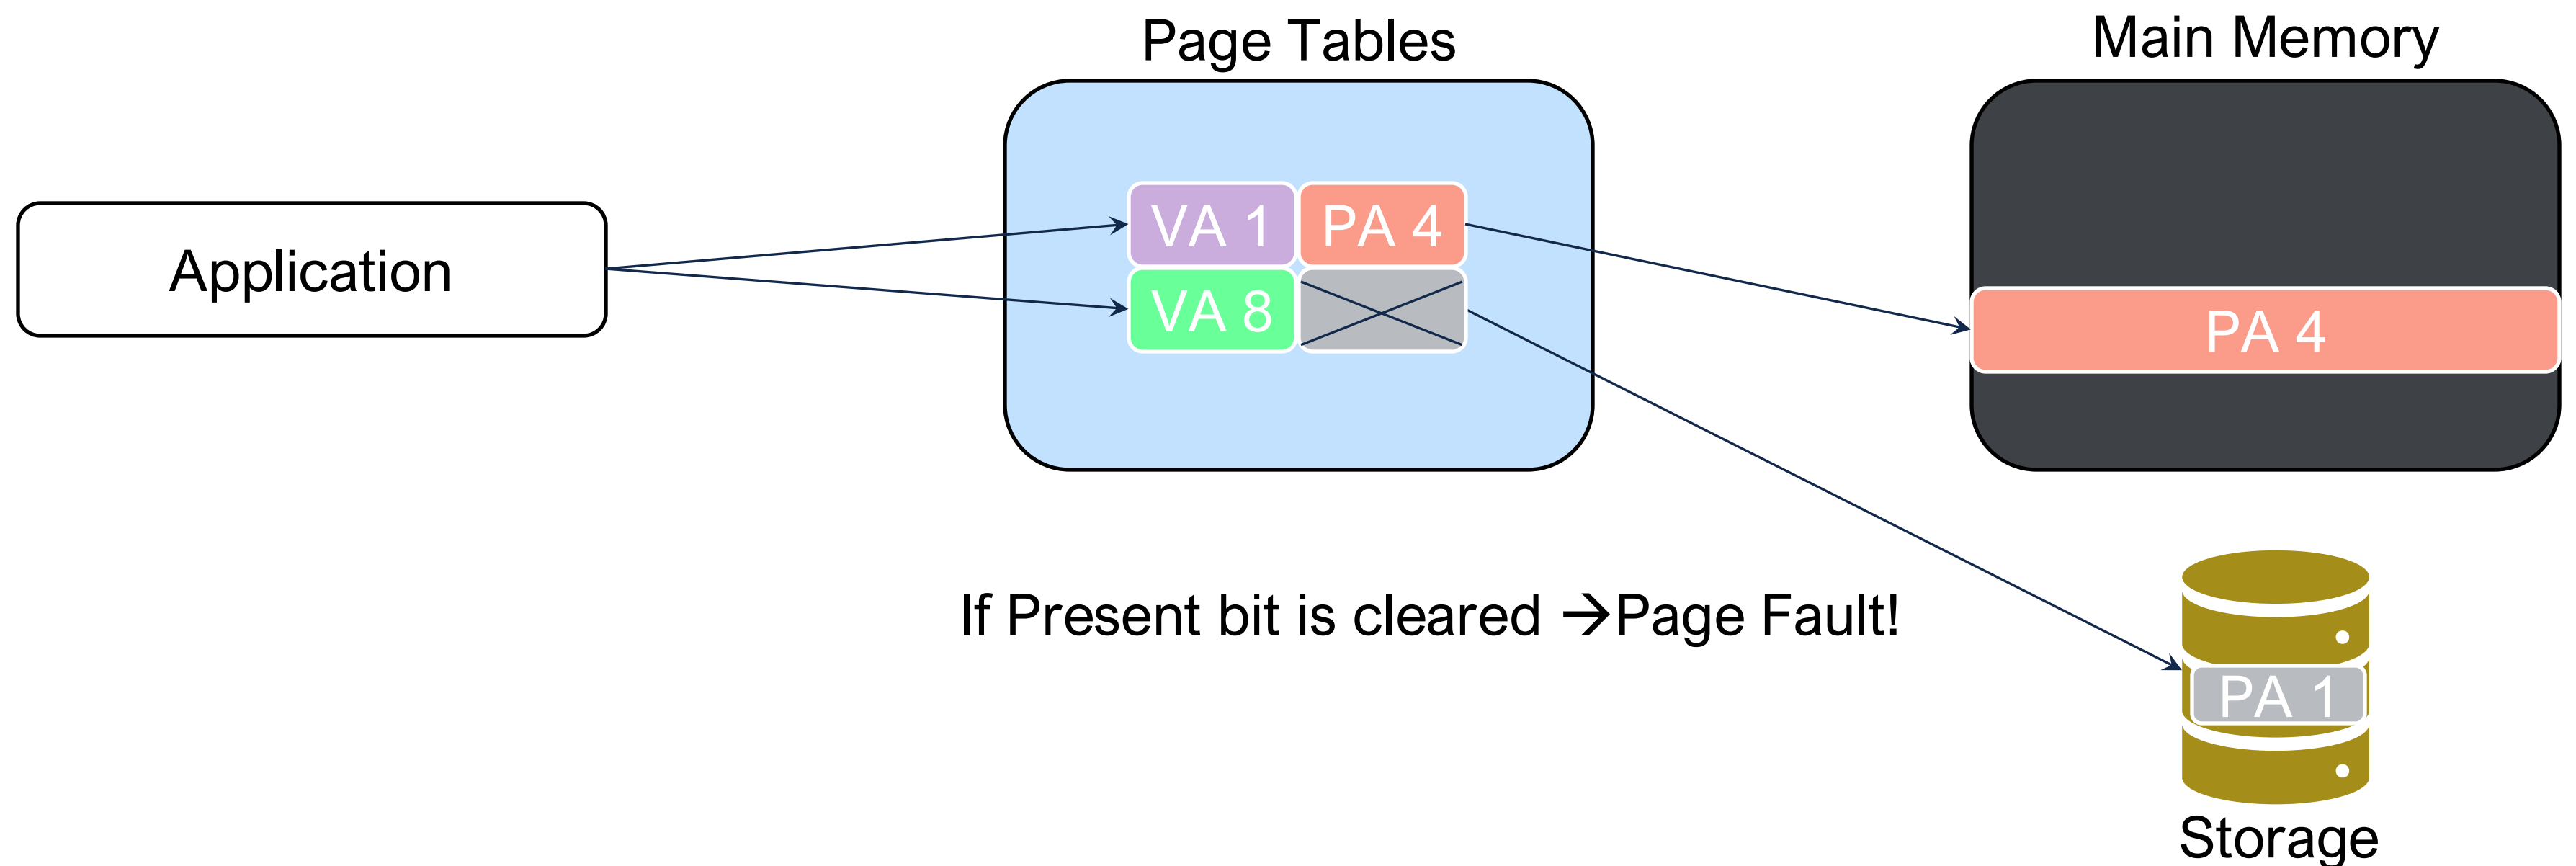 Page Tables
Main Memory
Application
VA 1
PA 4
VA 8
PA 4
If Present bit is cleared →Page Fault!
PA 1
Storage